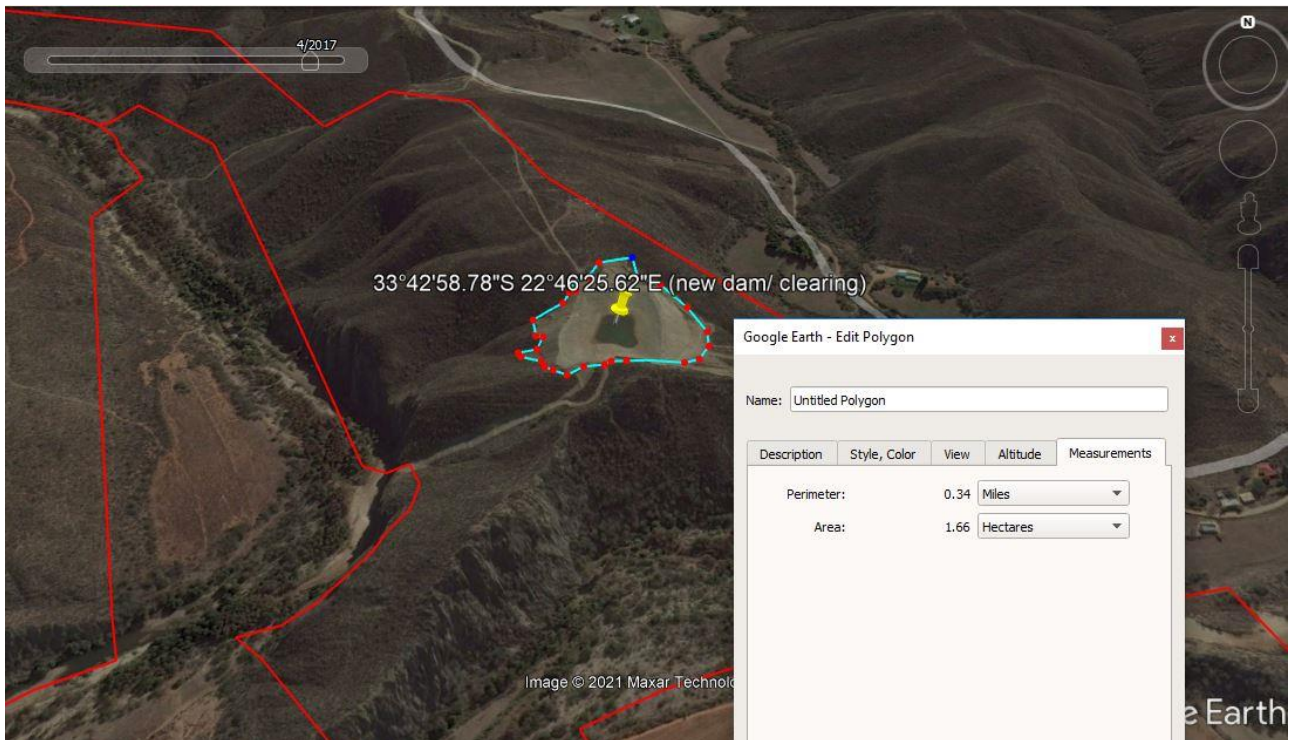 4/2017
N
33°42'58.78"S 22°46'25.62"E (new dam/ clearing)
Google Earth - Edit Polygon
x
Name: Untitled Polygon
Description Style, Color View Altitude Measurements
Perimeter: 0.34 Miles
Area: 1.66 Hectares
Image © 2021 Maxar Technolo
e Earth